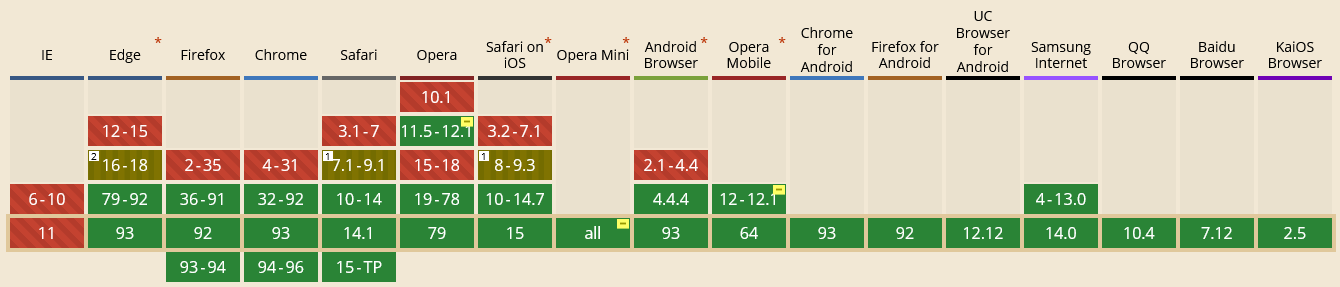 IE
Edge *
Firefox
Chrome
Safari
Opera
Safari on *
iOS
Opera Mini *
Android *
Browser
Opera *
Mobile
Chrome
for
Android
Firefox for
Android
UC
Browser
for
Android
Samsung
Internet
QQ
Browser
Baidu
Browser
KaiOS
Browser
10.1
12-15 3.1-7 11.5-12.1 3.2-7.1
2 16-18 2-35 4-31 1 7.1-9.1 15-18 1 8-9.3 2.1-4.4
6-10 79-92 36-91 32-92 10-14 19-78 10-14.7 4.4.4 12-12.1 4-13.0
11 93 92 93 14.1 79 15 all 93 64 93 92 12.12 14.0 10.4 7.12 2.5
93-94 94-96 15-TP